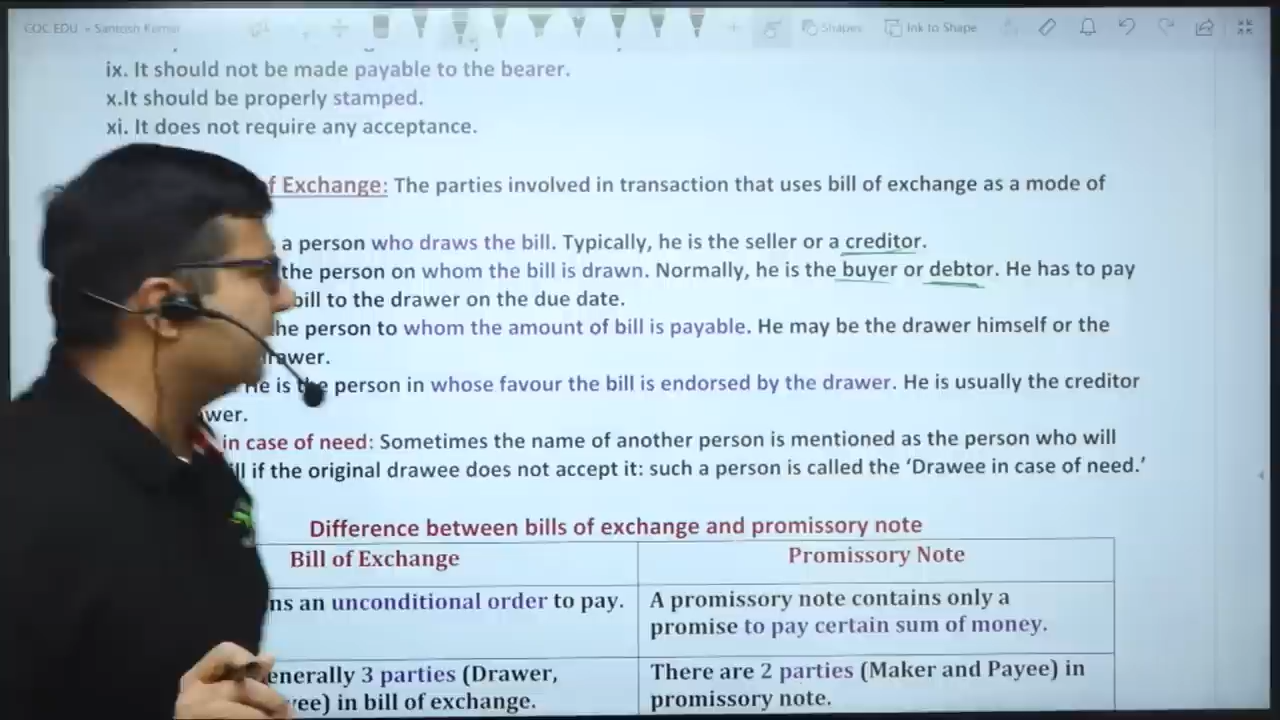 COC EDU - Santosh Kumar
Shapes
Ink to Shape
ix. It should not be made payable to the bearer.
x.It should be properly stamped.
xi. It does not require any acceptance.
f Exchange: The parties involved in transaction that uses bill of exchange as a mode of
a person who draws the bill. Typically, he is the seller or a creditor.
the person on whom the bill is drawn. Normally, he is the buyer or debtor. He has to pay
bill to the drawer on the due date.
he person to whom the amount of bill is payable. He may be the drawer himself or the
rawer.
He is the person in whose favour the bill is endorsed by the drawer. He is usually the creditor
wer.
in case of need: Sometimes the name of another person is mentioned as the person who will
ll if the original drawee does not accept it: such a person is called the ‘Drawee in case of need.’
Difference between bills of exchange and promissory note
Bill of Exchange
Promissory Note
ns an unconditional order to pay.
A promissory note contains only a
promise to pay certain sum of money.
enerally 3 parties (Drawer,
ee) in bill of exchange.
There are 2 parties (Maker and Payee) in
promissory note.